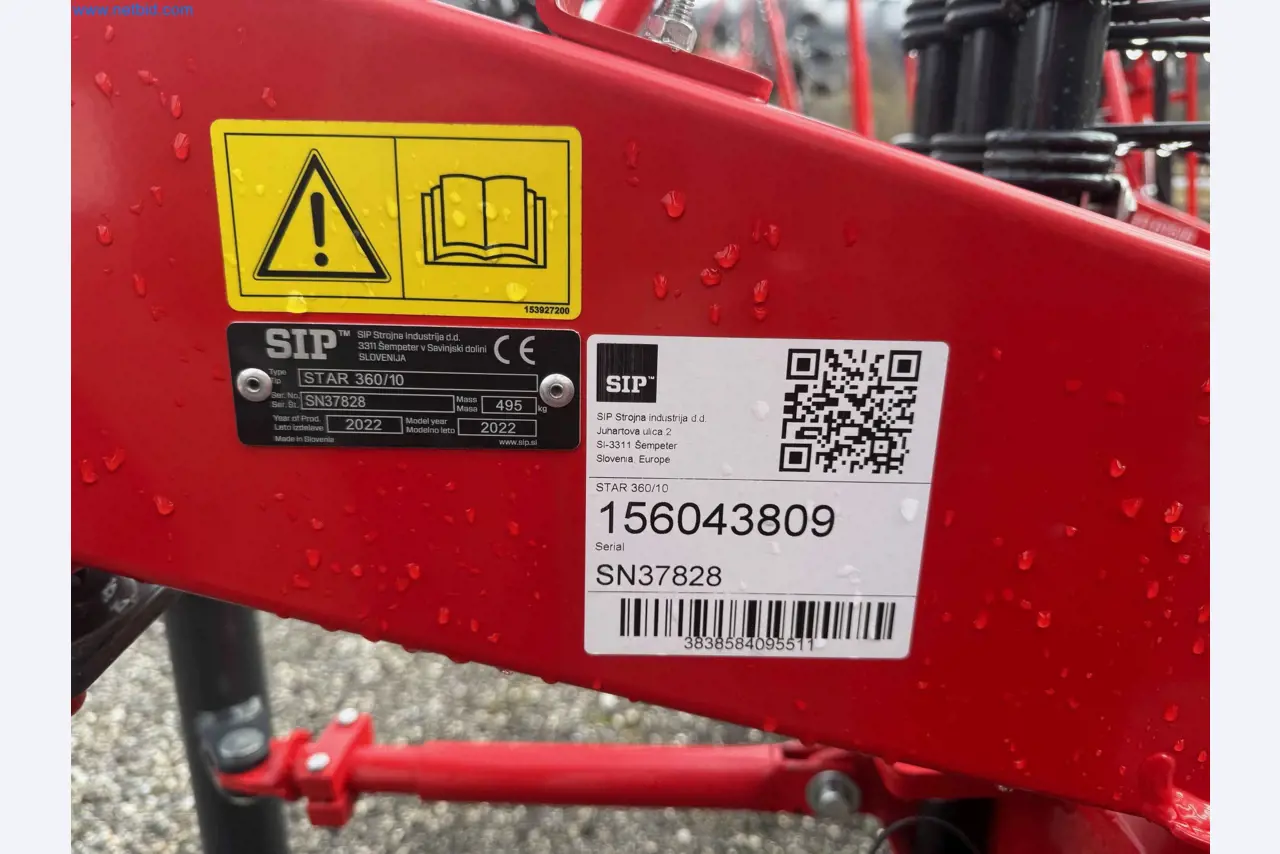 www.netbid.com
153927200
SIP™
SIP Strojna Industrija d.d.
3311 Šempeter v Savinjski dolini
SLOVENIJA
CE
Type
Tip
STAR 360/10
Ser. No.
Ser. Št.
SN37828
Mass
Masa
495 kg
Year of Prod.
Leto izdelave
2022
Model year
Modelno leto
2022
Made in Slovenia
www.sip.si
SIP™
SIP Strojna industrija d.d.
Juhartova ulica 2
SI-3311 Šempeter
Slovenia, Europe
STAR 360/10
156043809
Serial
SN37828
3838584095511